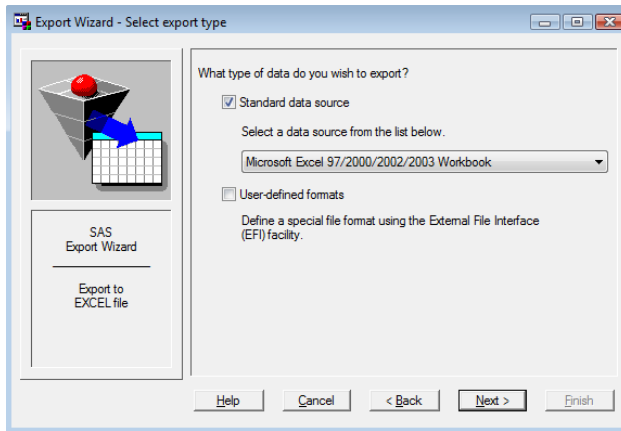 Export Wizard - Select export type
What type of data do you wish to export?
Standard data source
Select a data source from the list below.
Microsoft Excel 97/2000/2002/2003 Workbook
User-defined formats
Define a special file format using the External File Interface
(EFI) facility.
SAS
Export Wizard
Export to
EXCEL file
Help
Cancel
< Back
Next >
Finish